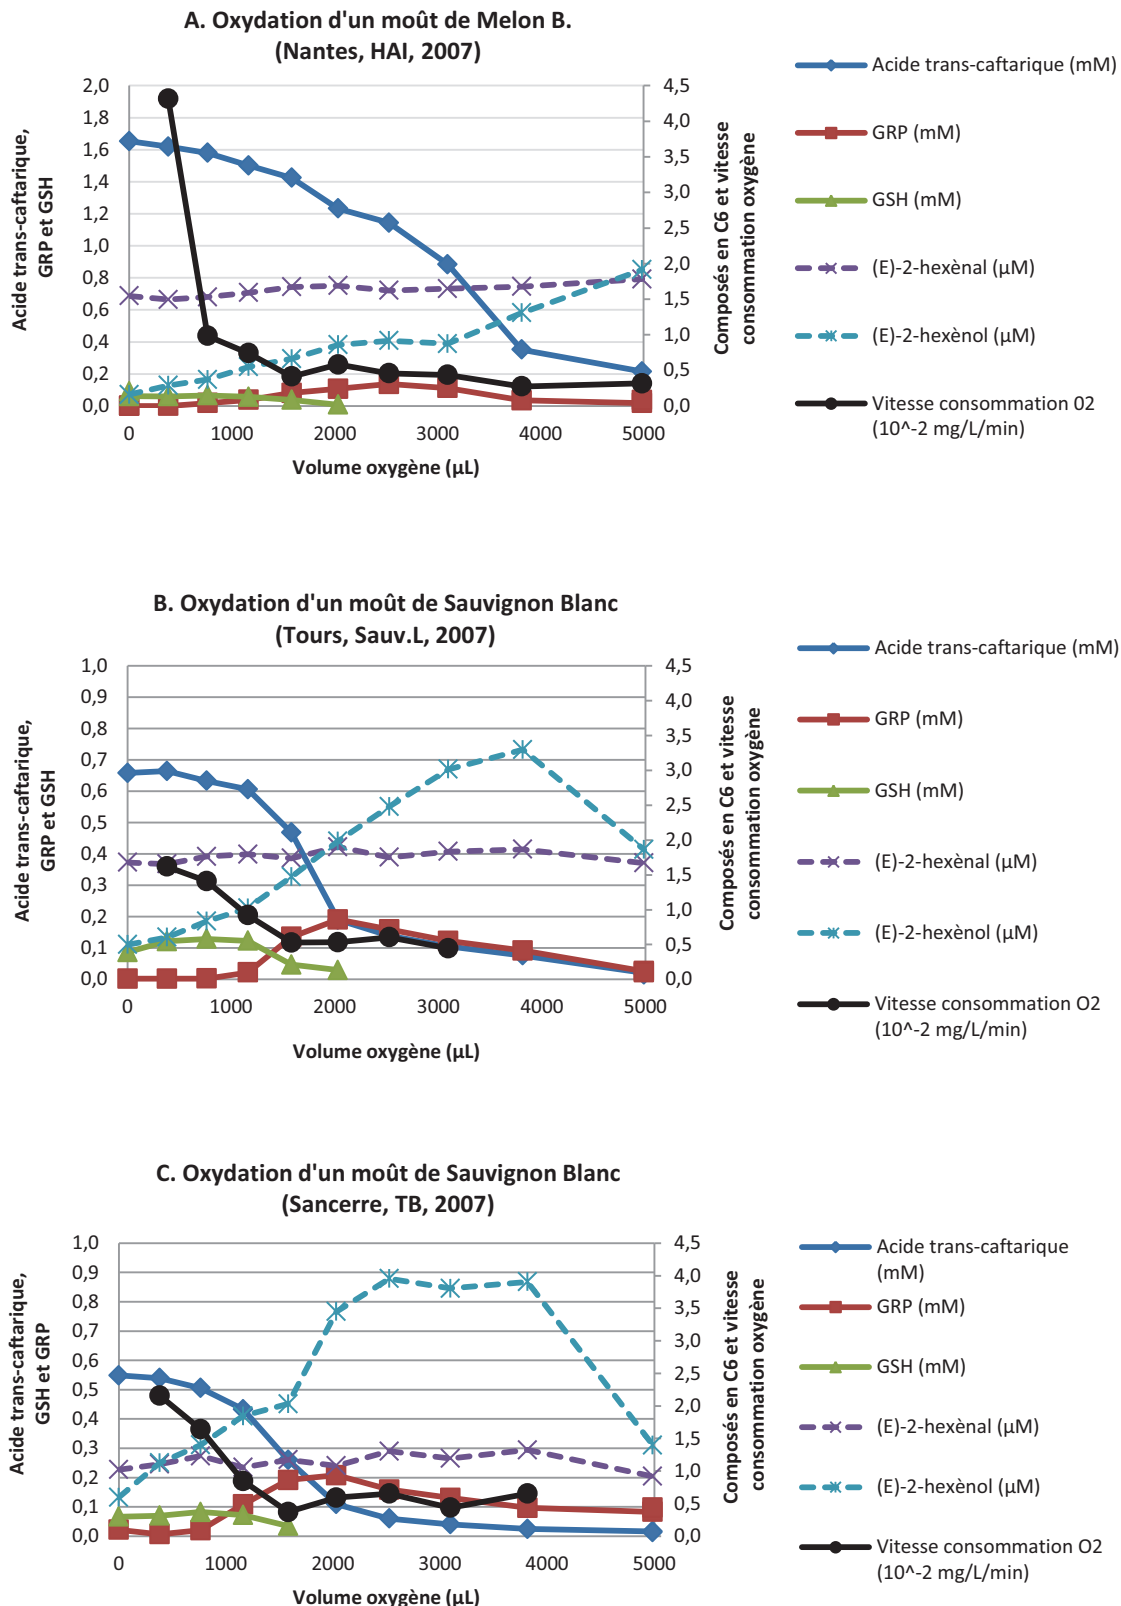 A. Oxydation d'un moût de Melon B.
(Nantes, HAI, 2007)
Acide trans-caftarique,
GRP et GSH
2,0
1,8
1,6
1,4
1,2
1,0
0,8
0,6
0,4
0,2
0,0
4,5
4,0
3,5
3,0
2,5
2,0
1,5
1,0
0,5
0,0
Composés en C6 et vitesse
consommation oxygène
0 1000 2000 3000 4000 5000
Volume oxygène (µL)
Acide trans-caftarique (mM)
GRP (mM)
GSH (mM)
(E)-2-hexènal (µM)
(E)-2-hexènol (µM)
Vitesse consommation 02
(10^-2 mg/L/min)
B. Oxydation d'un moût de Sauvignon Blanc
(Tours, Sauv.L, 2007)
Acide trans-caftarique,
GRP et GSH
1,0
0,9
0,8
0,7
0,6
0,5
0,4
0,3
0,2
0,1
0,0
4,5
4,0
3,5
3,0
2,5
2,0
1,5
1,0
0,5
0,0
Composés en C6 et vitesse
consommation oxygène
0 1000 2000 3000 4000 5000
Volume oxygène (µL)
Acide trans-caftarique (mM)
GRP (mM)
GSH (mM)
(E)-2-hexènal (µM)
(E)-2-hexènol (µM)
Vitesse consommation O2
(10^-2 mg/L/min)
C. Oxydation d'un moût de Sauvignon Blanc
(Sancerre, TB, 2007)
Acide trans-caftarique,
GSH et GRP
1,0
0,9
0,8
0,7
0,6
0,5
0,4
0,3
0,2
0,1
0,0
4,5
4,0
3,5
3,0
2,5
2,0
1,5
1,0
0,5
0,0
Composés en C6 et vitesse
consommation oxygène
0 1000 2000 3000 4000 5000
Volume oxygène (µL)
Acide trans-caftarique
(mM)
GRP (mM)
GSH (mM)
(E)-2-hexènal (µM)
(E)-2-hexènol (µM)
Vitesse consommation O2
(10^-2 mg/L/min)